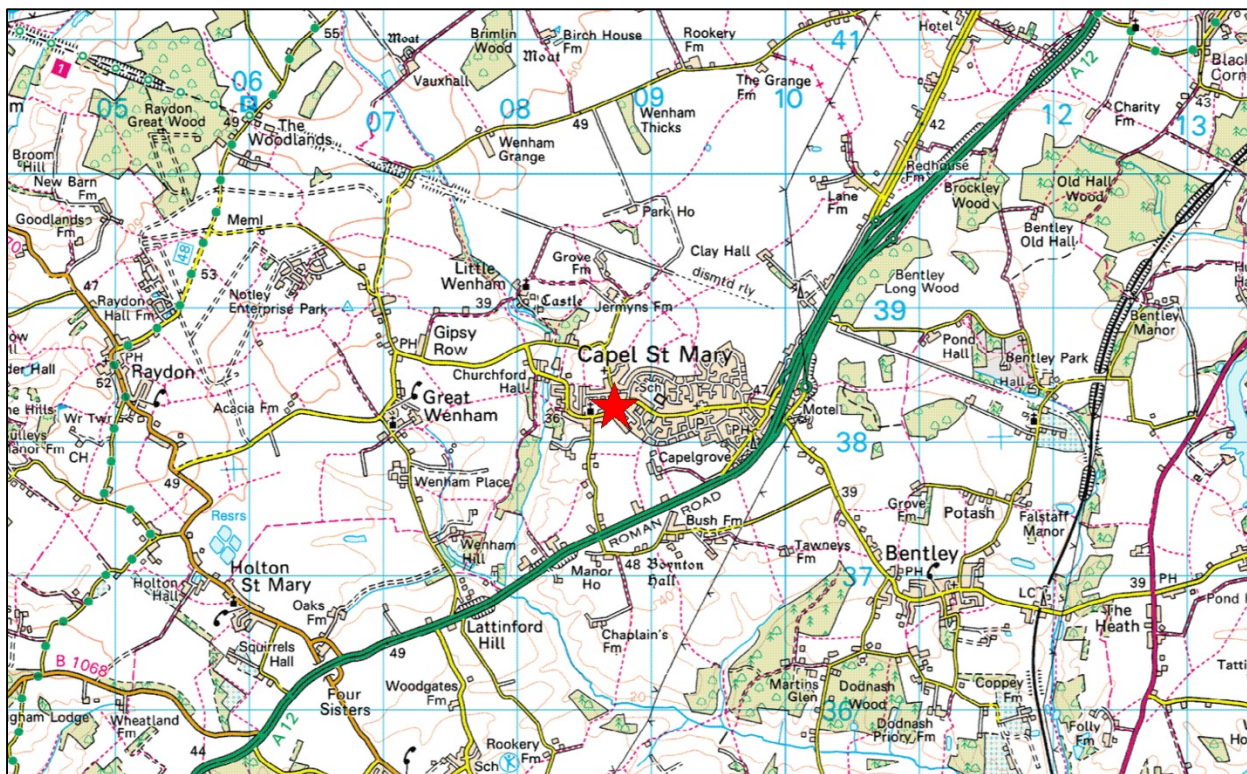 55
Moat
Vauxhall
Brimlin
Wood
Birch House
Fm
Moat
Rookery
Fm
41
Hotel
A 12
Black
Corn
1
05
06
Raydon
Great Wood
49
The
Woodlands
07
08
49
09
Wenham
Thicks
The Grange
Fm
10
42
12
Charity
Fm
43
13
Broom
Hill
New Barn
Fm
Goodlands
Fm
Wenham
Grange
Redhouse
Fm
Lane
Fm
Brockley
Wood
Old Hall
Wood
Meml
48
53
Park Ho
Clay Hall
Bentley
Old Hall
47
Raydon
Hall Fm
Notley
Enterprise Park
Little
Wenham
39
Grove
Fm
Castle
Jermyns Fm
dismtd rly
Bentley
Long Wood
39
40
Bentley
Manor
PH
Raydon
52
PH
Gipsy
Row
Capel St Mary
Sch
47
Pond
Hall
Bentley Park
Hall
Wr Twr
CH
Acacia Fm
Great
Wenham
Churchford
Hall
36
Motel
PH
38
Capelgrove
49
Wenham Place
39
Grove
Fm
Potash
Falstaff
Manor
Resrs
ROMAN ROAD
Bush Fm
Tawneys
Fm
Bentley
PH
Holton
Hall
Holton
St Mary
Wenham
Hill
Manor
Ho
48
Boynton
Hall
37
LC
39
PH
The
Heath
Oaks
Fm
40
Squirrels
Hall
49
Lattinford
Hill
Chaplain's
Fm
B 1068
Four
Sisters
Woodgates
Fm
20
Martins
Glen
Dodnash
Wood
36
Dodnash
Priory Fm
Coppey
Fm
Folly
Fm
Wheatland
Fm
44
A12
Rookery
Fm
Sch